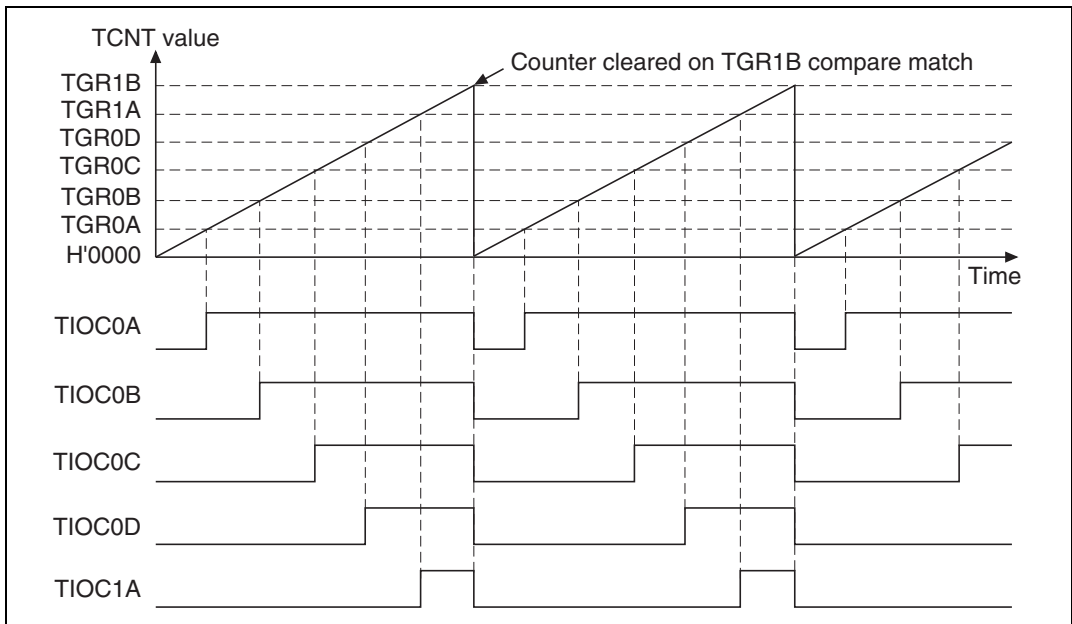 TCNT value
Counter cleared on TGR1B compare match
TGR1B
TGR1A
TGR0D
TGR0C
TGR0B
TGR0A
H'0000
Time
TIOC0A
TIOC0B
TIOC0C
TIOC0D
TIOC1A